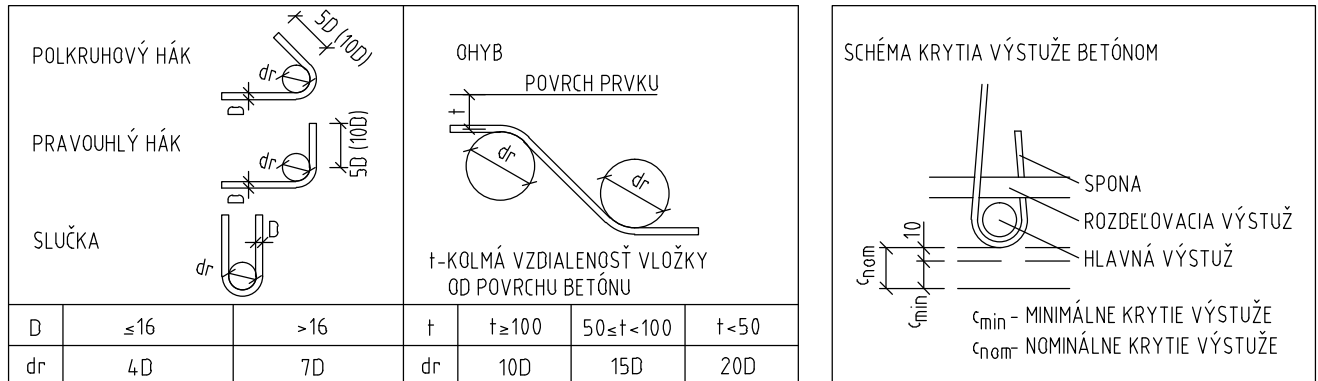 POLKRUHOVÝ HÁK
5D (10D)
dr
D
PRAVOUHLÝ HÁK
5D (10D)
dr
D
SLUČKA
D
dr
OHYB
POVRCH PRVKU
t
dr
dr
t-KOLMÁ VZDIALENOSŤ VLOŽKY
OD POVRCHU BETÓNU
D ≤16 >16
dr 4D 7D
t t≥100 50≤t<100 t<50
dr 10D 15D 20D
SCHÉMA KRYTIA VÝSTUŽE BETÓNOM
SPONA
ROZDEĽOVACIA VÝSTUŽ
HLAVNÁ VÝSTUŽ
10
cnom
cmin
cmin - MINIMÁLNE KRYTIE VÝSTUŽE
cnom- NOMINÁLNE KRYTIE VÝSTUŽE